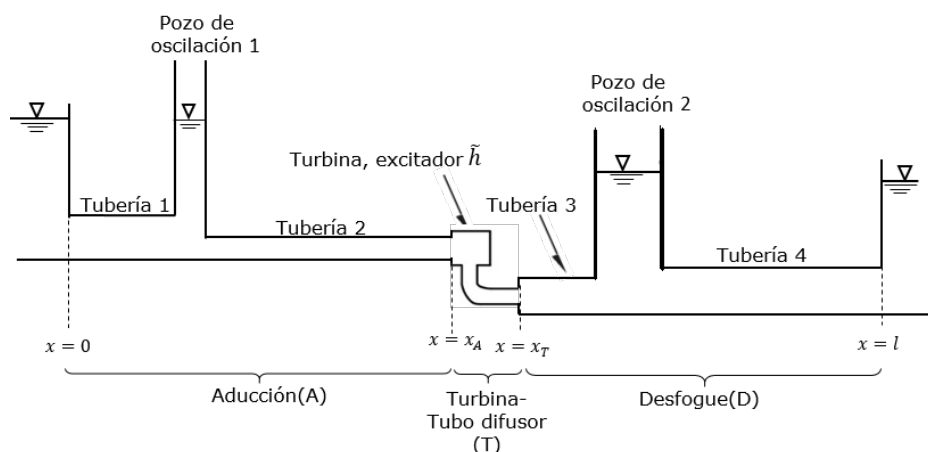 Pozo de
oscilación 1
Pozo de
oscilación 2
Turbina, excitador h̃
Tubería 1
Tubería 3
Tubería 2
Tubería 4
x = 0
x = x_A
x = x_T
x = l
Aducción(A)
Turbina-
Tubo difusor
(T)
Desfogue(D)